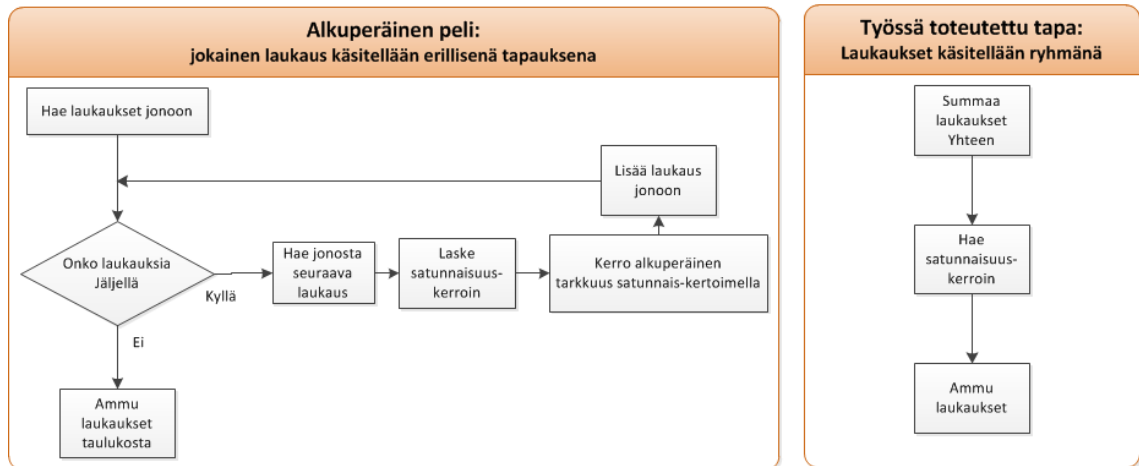 Alkuperäinen peli:
jokainen laukaus käsitellään erillisenä tapauksena
Hae laukaukset jonoon
Lisää laukaus
jonoon
Onko laukauksia
Jäljellä
Kyllä
Hae jonosta
seuraava
laukaus
Laske
satunnaisuus-
kerroin
Kerro alkuperäinen
tarkkuus satunnais-kertoimella
Ei
Ammu
laukaukset
taulukosta
Työssä toteutettu tapa:
Laukaukset käsitellään ryhmänä
Summaa
laukaukset
Yhteen
Hae
satunnaisuus-
kerroin
Ammu
laukaukset